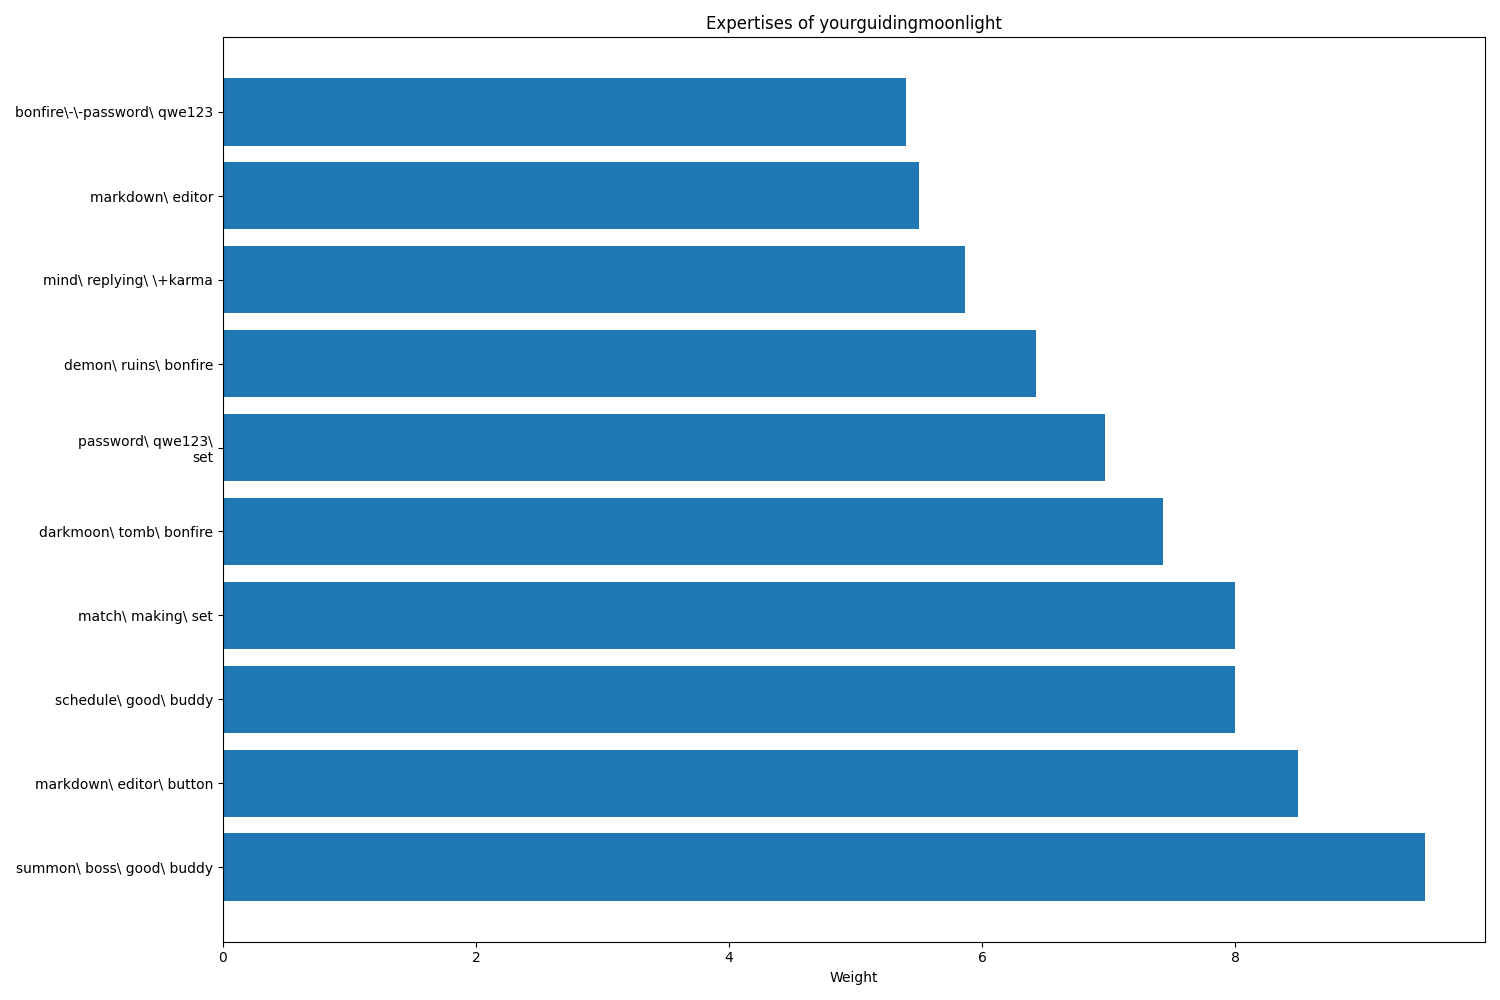 Expertises of yourguidingmoonlight
bonfire\-\-password\ qwe123
markdown\ editor
mind\ replying\ \+karma
demon\ ruins\ bonfire
password\ qwe123\
set
darkmoon\ tomb\ bonfire
match\ making\ set
schedule\ good\ buddy
markdown\ editor\ button
summon\ boss\ good\ buddy
0 2 4 6 8
Weight